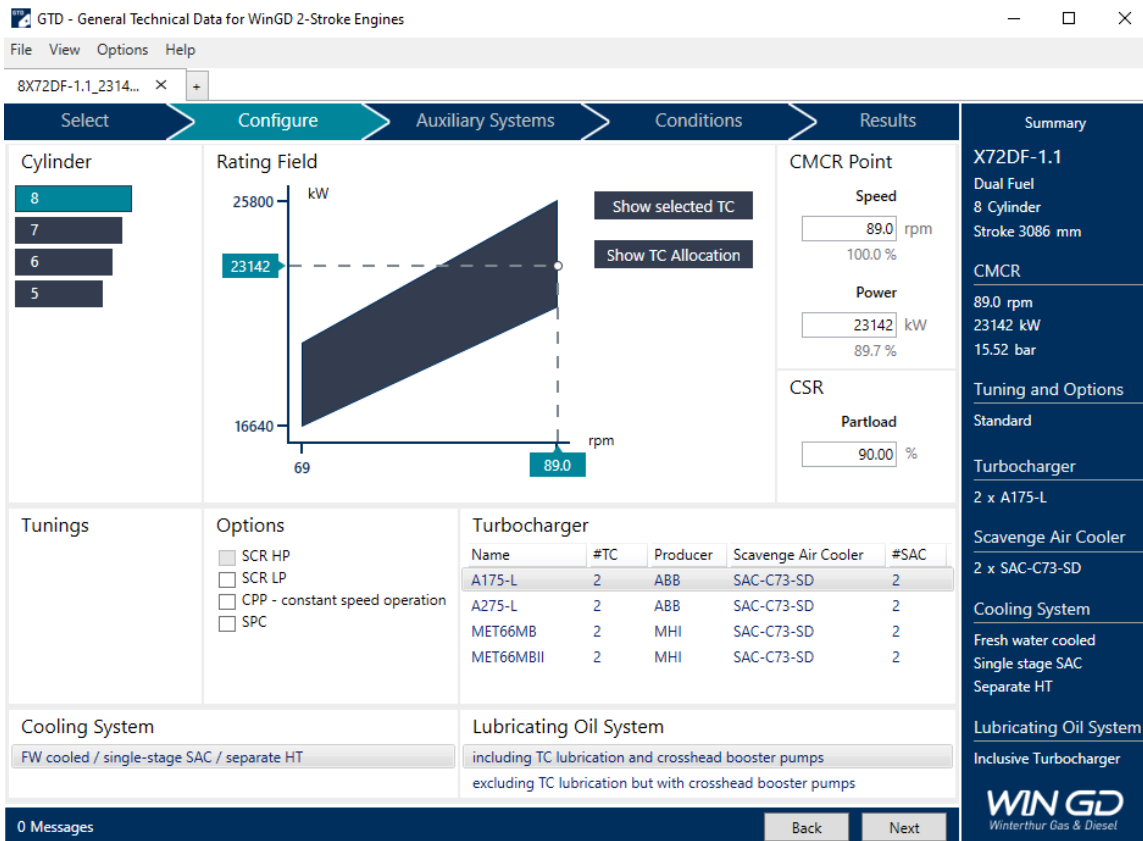 GTD - General Technical Data for WinGD 2-Stroke Engines
File View Options Help
8X72DF-1.1_2314... × +
Select Configure Auxiliary Systems Conditions Results
Cylinder
8
7
6
5
Rating Field
25800
kW
23142
16640
69
89.0
rpm
Show selected TC
Show TC Allocation
CMCR Point
Speed
89.0 rpm
100.0 %
Power
23142 kW
89.7 %
CSR
Partload
90.00 %
Tunings
Options
SCR HP
SCR LP
CPP - constant speed operation
SPC
Turbocharger
Name #TC Producer Scavenge Air Cooler #SAC
A175-L 2 ABB SAC-C73-SD 2
A275-L 2 ABB SAC-C73-SD 2
MET66MB 2 MHI SAC-C73-SD 2
MET66MBII 2 MHI SAC-C73-SD 2
Cooling System
FW cooled / single-stage SAC / separate HT
Lubricating Oil System
including TC lubrication and crosshead booster pumps
excluding TC lubrication but with crosshead booster pumps
0 Messages
Back Next
Summary
X72DF-1.1
Dual Fuel
8 Cylinder
Stroke 3086 mm
CMCR
89.0 rpm
23142 kW
15.52 bar
Tuning and Options
Standard
Turbocharger
2 x A175-L
Scavenge Air Cooler
2 x SAC-C73-SD
Cooling System
Fresh water cooled
Single stage SAC
Separate HT
Lubricating Oil System
Inclusive Turbocharger
WIN GD
Winterthur Gas & Diesel